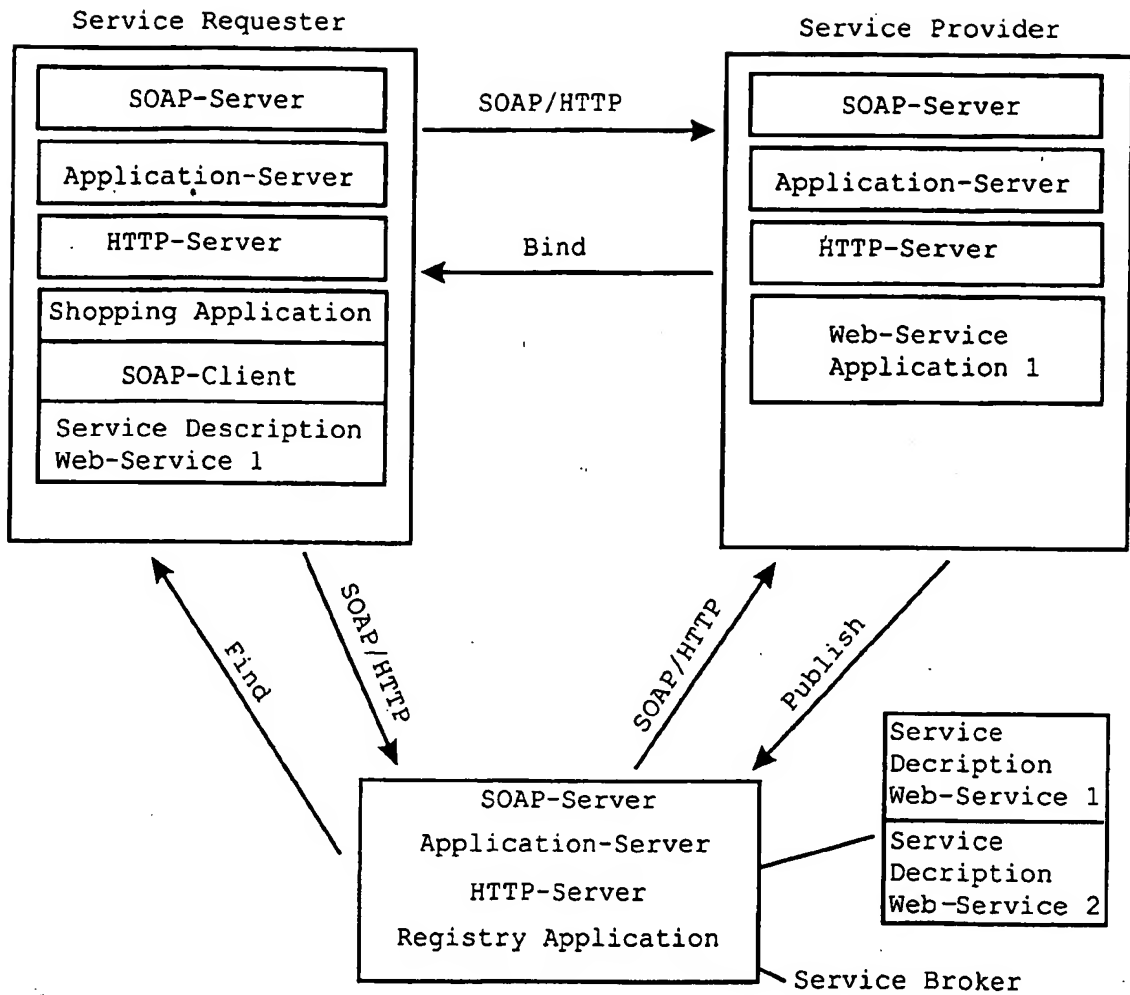 Service Requester
SOAP-Server
Application-Server
HTTP-Server
Shopping Application
SOAP-Client
Service Description
Web-Service 1
SOAP/HTTP
Bind
Service Provider
SOAP-Server
Application-Server
HTTP-Server
Web-Service
Application 1
Find
SOAP/HTTP
SOAP/HTTP
Publish
SOAP-Server
Application-Server
HTTP-Server
Registry Application
Service
Decription
Web-Service 1
Service
Decription
Web-Service 2
Service Broker